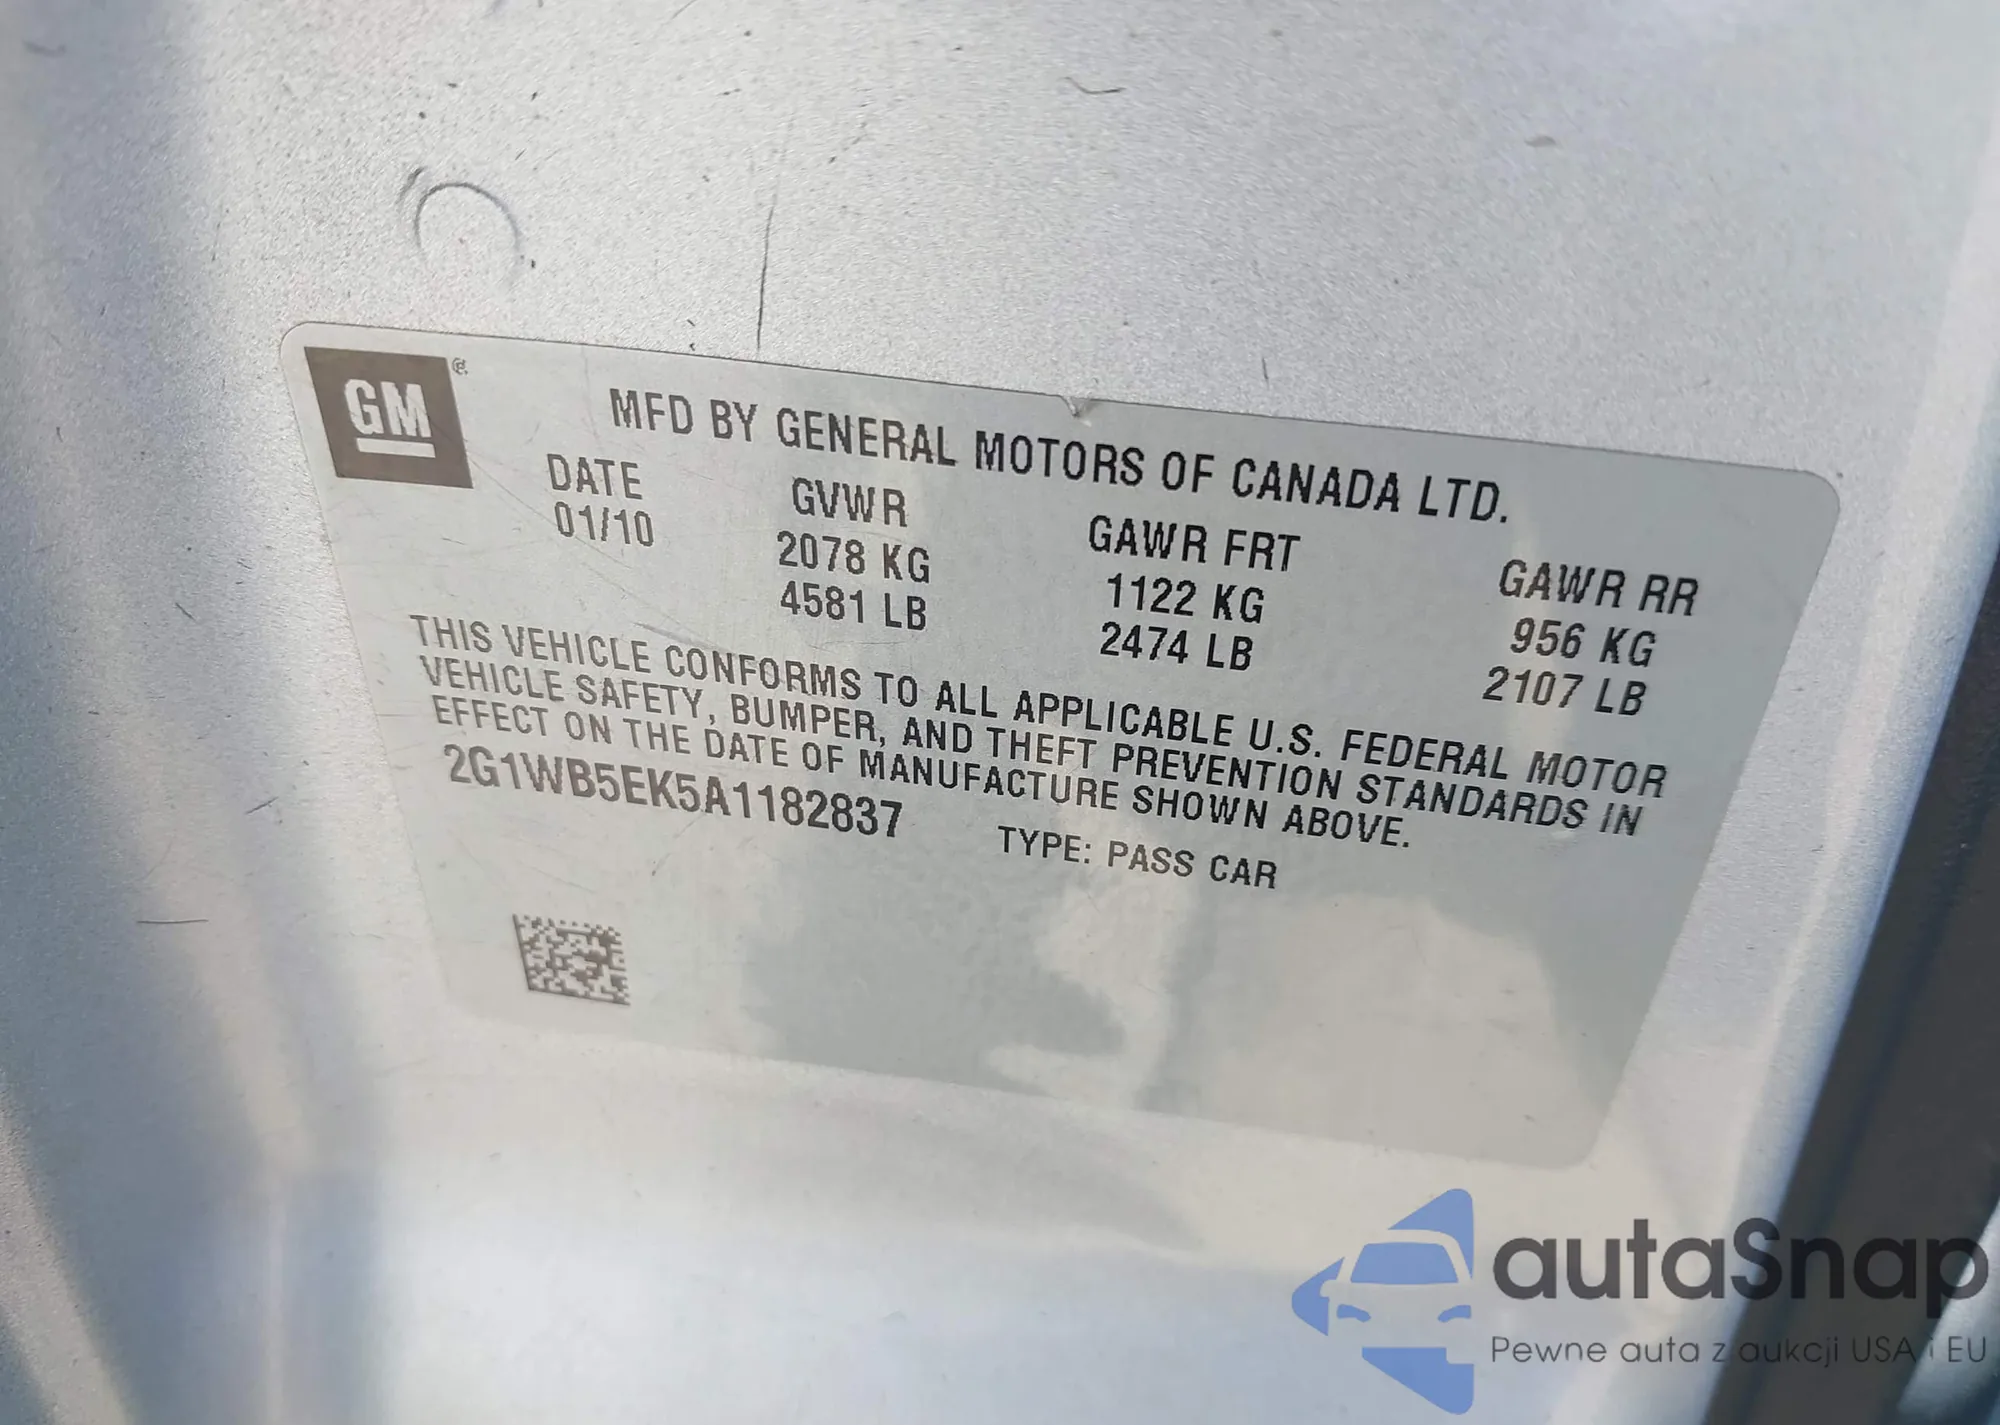 GM
MFD BY GENERAL MOTORS OF CANADA LTD.
DATE GVWR GAWR FRT GAWR RR
01/10 2078 KG 1122 KG 956 KG
4581 LB 2474 LB 2107 LB
THIS VEHICLE CONFORMS TO ALL APPLICABLE U.S. FEDERAL MOTOR
VEHICLE SAFETY, BUMPER, AND THEFT PREVENTION STANDARDS IN
EFFECT ON THE DATE OF MANUFACTURE SHOWN ABOVE.
2G1WB5EK5A1182837 TYPE: PASS CAR
autaSnap
Pewne auta z aukcji USA i EU